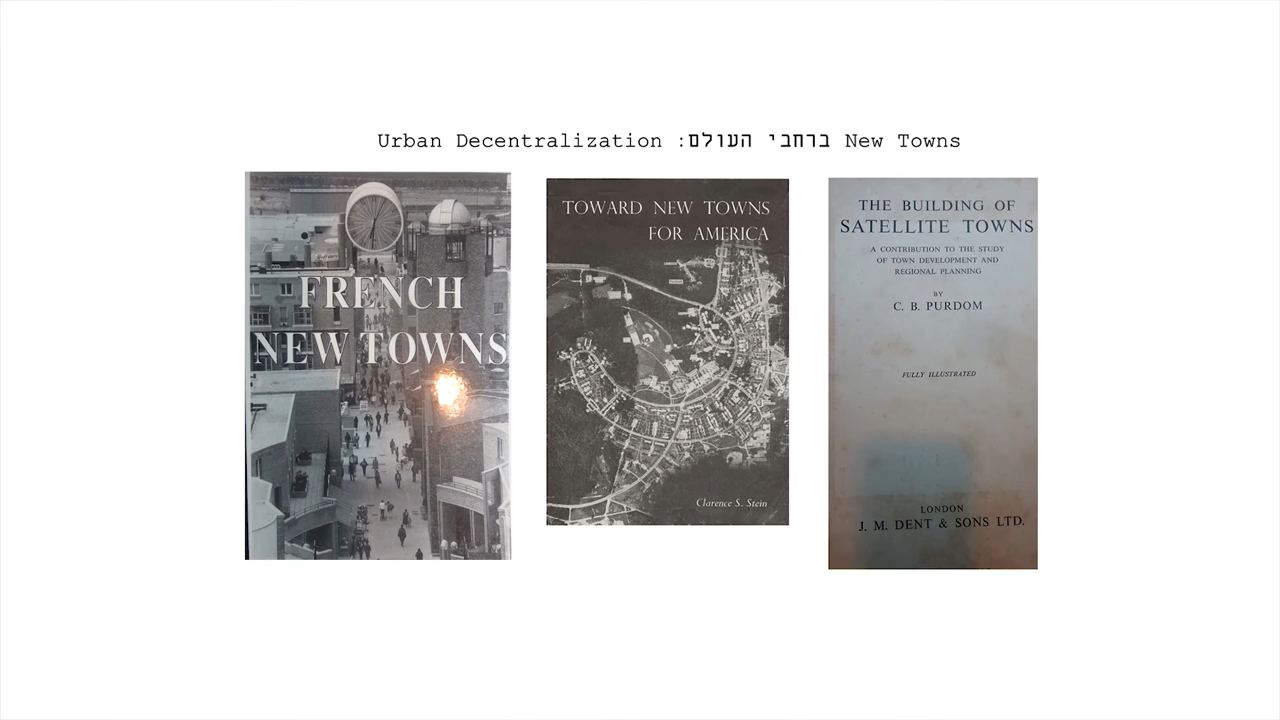 New Towns ברחבי העולם: Urban Decentralization
FRENCH
NEW TOWNS
TOWARD NEW TOWNS
FOR AMERICA
Clarence S. Stein
THE BUILDING OF
SATELLITE TOWNS
A CONTRIBUTION TO THE STUDY
OF TOWN DEVELOPMENT AND
REGIONAL PLANNING
BY
C. B. PURDOM
FULLY ILLUSTRATED
LONDON
J. M. DENT & SONS LTD.